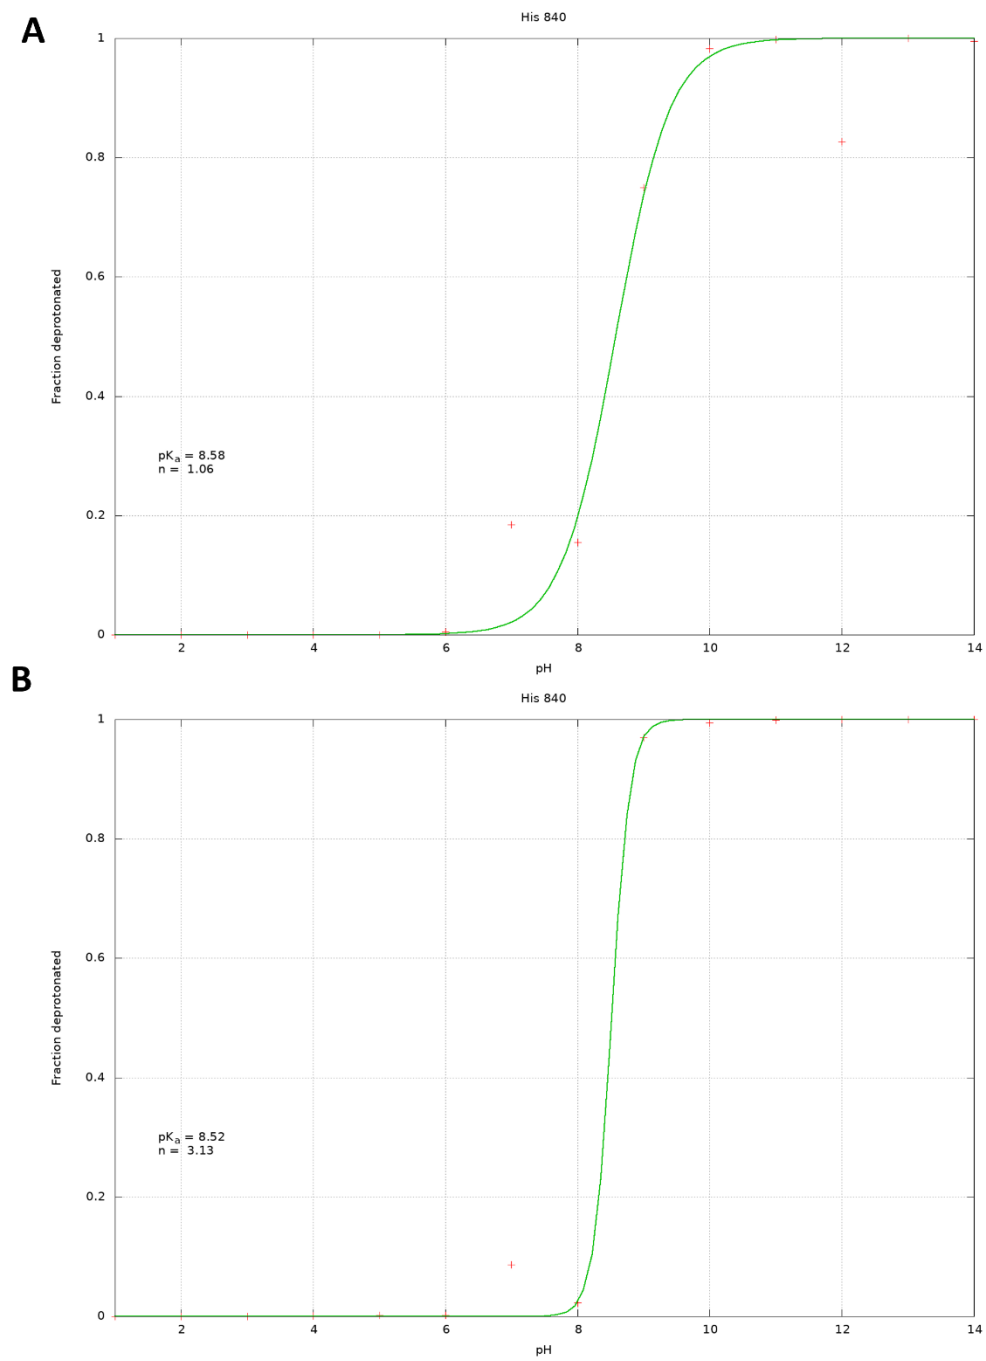 A
His 840
1
0.8
0.6
0.4
0.2
0
Fraction deprotonated
pKa = 8.58
n = 1.06
2 4 6 8 10 12 14
pH
B
His 840
1
0.8
0.6
0.4
0.2
0
Fraction deprotonated
pKa = 8.52
n = 3.13
2 4 6 8 10 12 14
pH